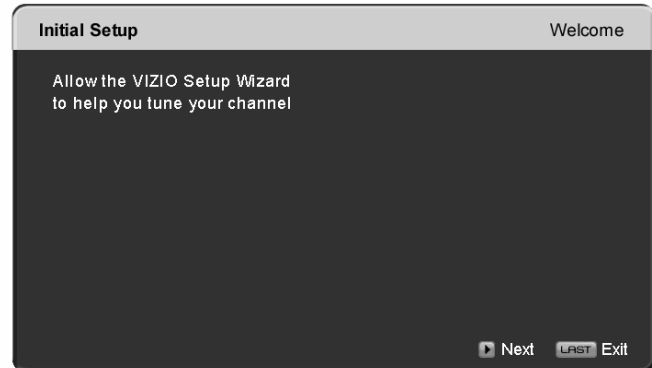 Initial Setup Welcome
Allow the VIZIO Setup Wizard
to help you tune your channel
Next LAST Exit